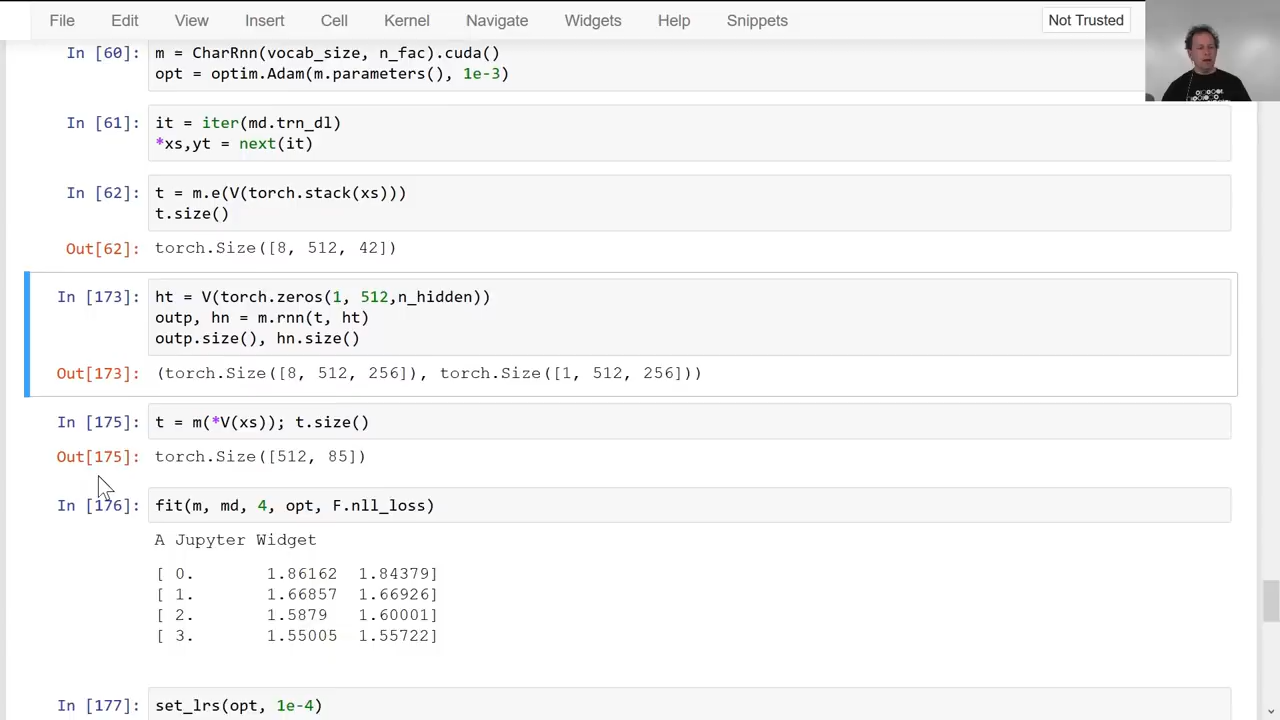 File Edit View Insert Cell Kernel Navigate Widgets Help Snippets Not Trusted
In [60]: m = CharRnn(vocab_size, n_fac).cuda()
opt = optim.Adam(m.parameters(), 1e-3)
In [61]: it = iter(md.trn_dl)
*xs,yt = next(it)
In [62]: t = m.e(V(torch.stack(xs)))
t.size()
Out[62]: torch.Size([8, 512, 42])
In [173]: ht = V(torch.zeros(1, 512,n_hidden))
outp, hn = m.rnn(t, ht)
outp.size(), hn.size()
Out[173]: (torch.Size([8, 512, 256]), torch.Size([1, 512, 256]))
In [175]: t = m(*V(xs)); t.size()
Out[175]: torch.Size([512, 85])
In [176]: fit(m, md, 4, opt, F.nll_loss)
A Jupyter Widget
[ 0. 1.86162 1.84379]
[ 1. 1.66857 1.66926]
[ 2. 1.5879 1.60001]
[ 3. 1.55005 1.55722]
In [177]: set_lrs(opt, 1e-4)